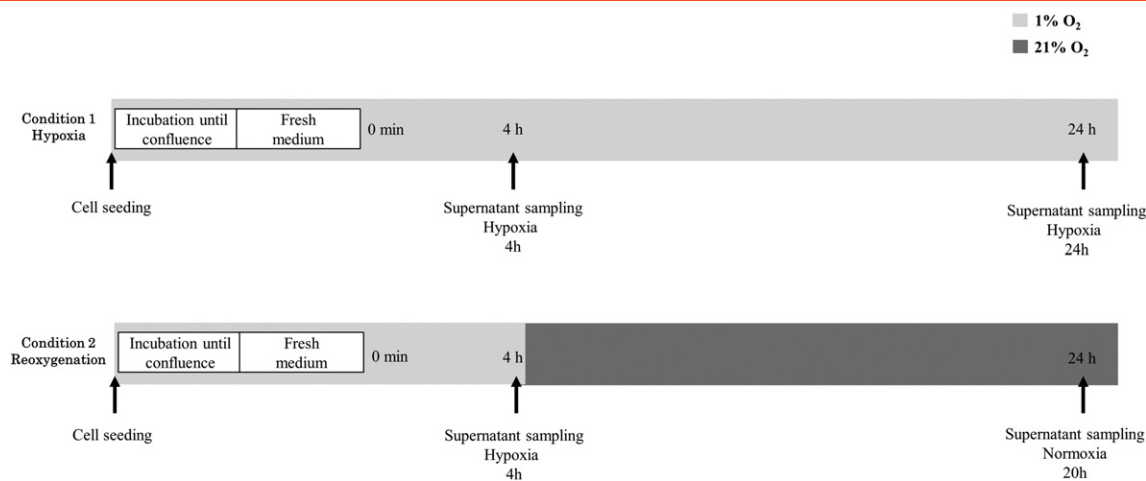 1% O₂
21% O₂
Condition 1
Hypoxia
Incubation until
confluence
Fresh
medium
0 min
4 h
24 h
Cell seeding
Supernatant sampling
Hypoxia
4h
Supernatant sampling
Hypoxia
24h
Condition 2
Reoxygenation
Incubation until
confluence
Fresh
medium
0 min
4 h
24 h
Cell seeding
Supernatant sampling
Hypoxia
4h
Supernatant sampling
Normoxia
20h